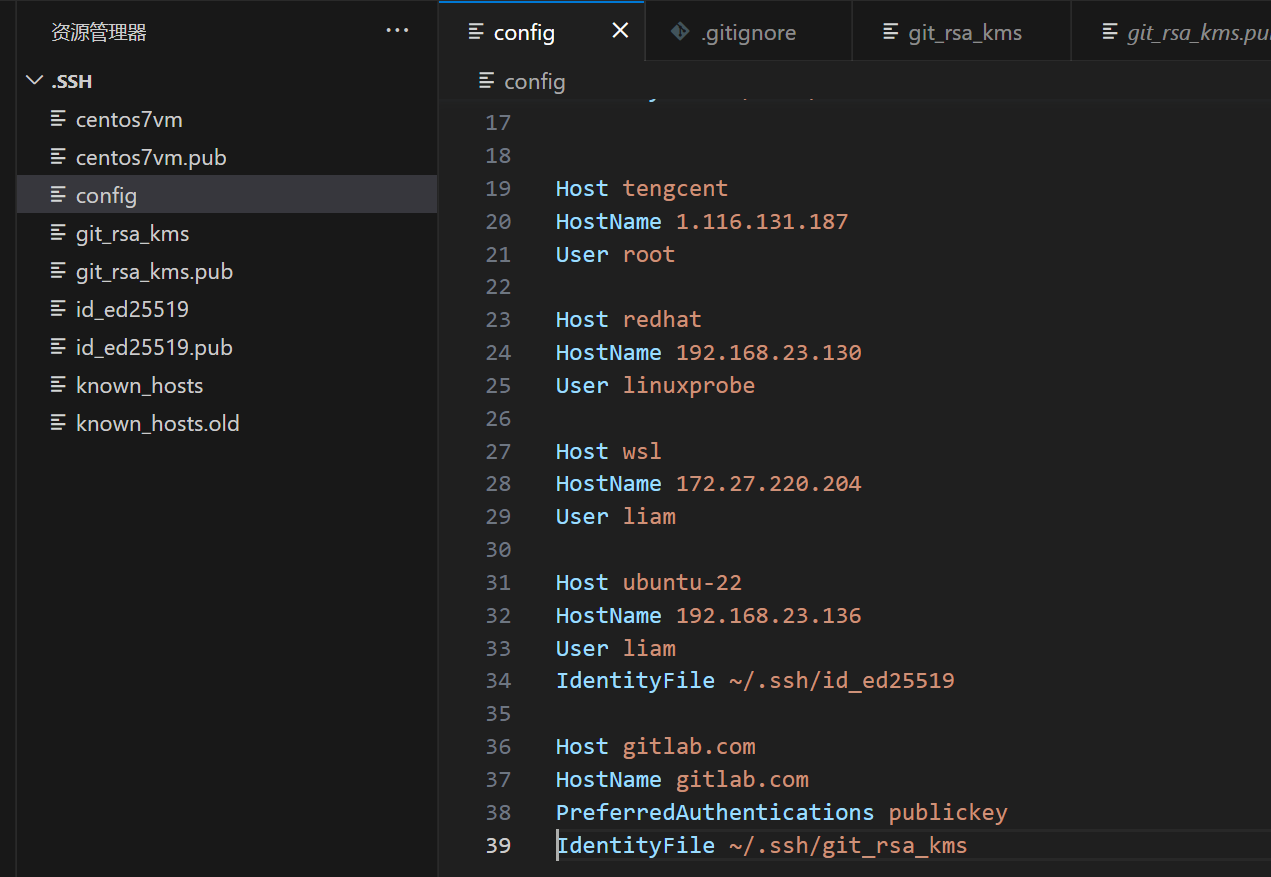 资源管理器 ···
.SSH
centos7vm
centos7vm.pub
config
git_rsa_kms
git_rsa_kms.pub
id_ed25519
id_ed25519.pub
known_hosts
known_hosts.old
config .gitignore git_rsa_kms git_rsa_kms.pu
config
17
18
19 Host tengcent
20 HostName 1.116.131.187
21 User root
22
23 Host redhat
24 HostName 192.168.23.130
25 User linuxprobe
26
27 Host wsl
28 HostName 172.27.220.204
29 User liam
30
31 Host ubuntu-22
32 HostName 192.168.23.136
33 User liam
34 IdentityFile ~/.ssh/id_ed25519
35
36 Host gitlab.com
37 HostName gitlab.com
38 PreferredAuthentications publickey
39 IdentityFile ~/.ssh/git_rsa_kms